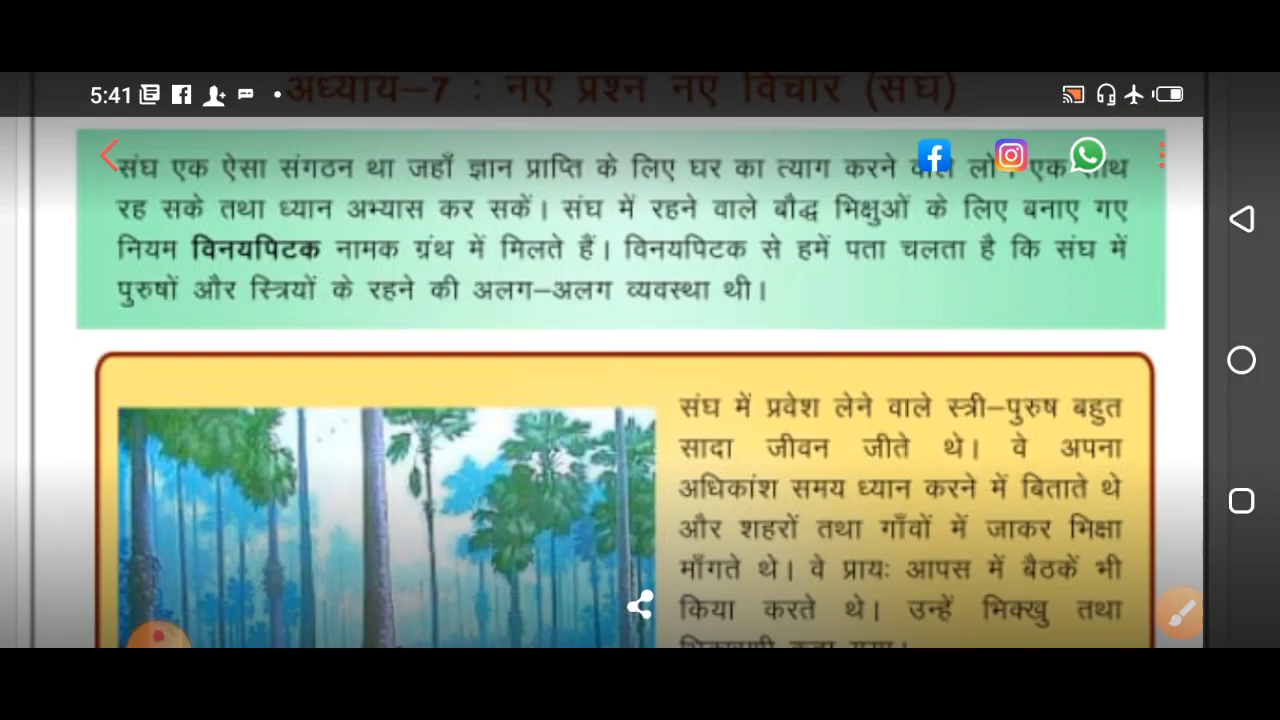 5:41
अध्याय–7 : नए प्रश्न नए विचार (संघ)
संघ एक ऐसा संगठन था जहाँ ज्ञान प्राप्ति के लिए घर का त्याग करने वाले एक साथ
रह सके तथा ध्यान अभ्यास कर सकें। संघ में रहने वाले बौद्ध भिक्षुओं के लिए बनाए गए
नियम विनयपिटक नामक ग्रंथ में मिलते हैं। विनयपिटक से हमें पता चलता है कि संघ में
पुरुषों और स्त्रियों के रहने की अलग–अलग व्यवस्था थी।
संघ में प्रवेश लेने वाले स्त्री–पुरुष बहुत
सादा जीवन जीते थे। वे अपना
अधिकांश समय ध्यान करने में बिताते थे
और शहरों तथा गाँवों में जाकर भिक्षा
माँगते थे। वे प्रायः आपस में बैठकें भी
किया करते थे। उन्हें भिक्खु तथा